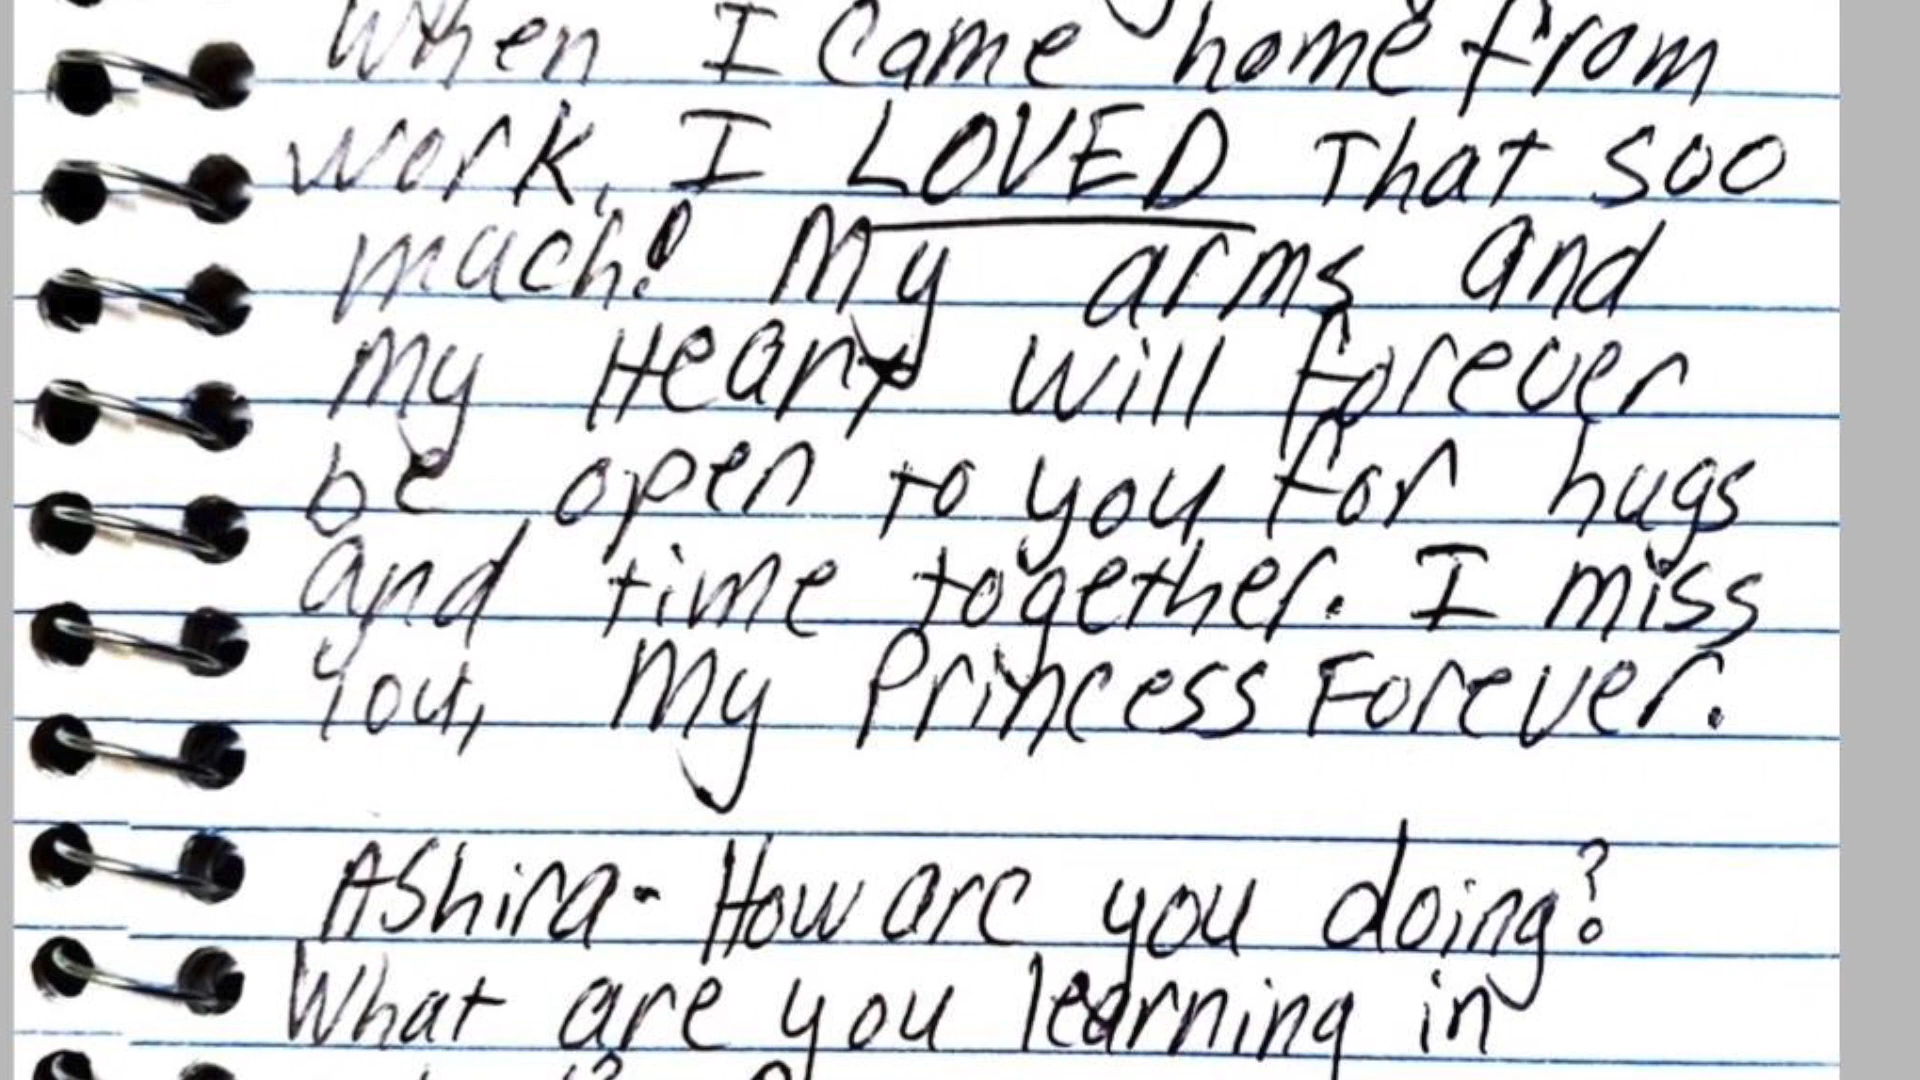 When I Came home from
work, I LOVED That soo
much! My arms and
my Heart will forever
be open to you for hugs
and time together. I miss
you, My Princess Forever.
AShira- How are you doing?
What are you learning in